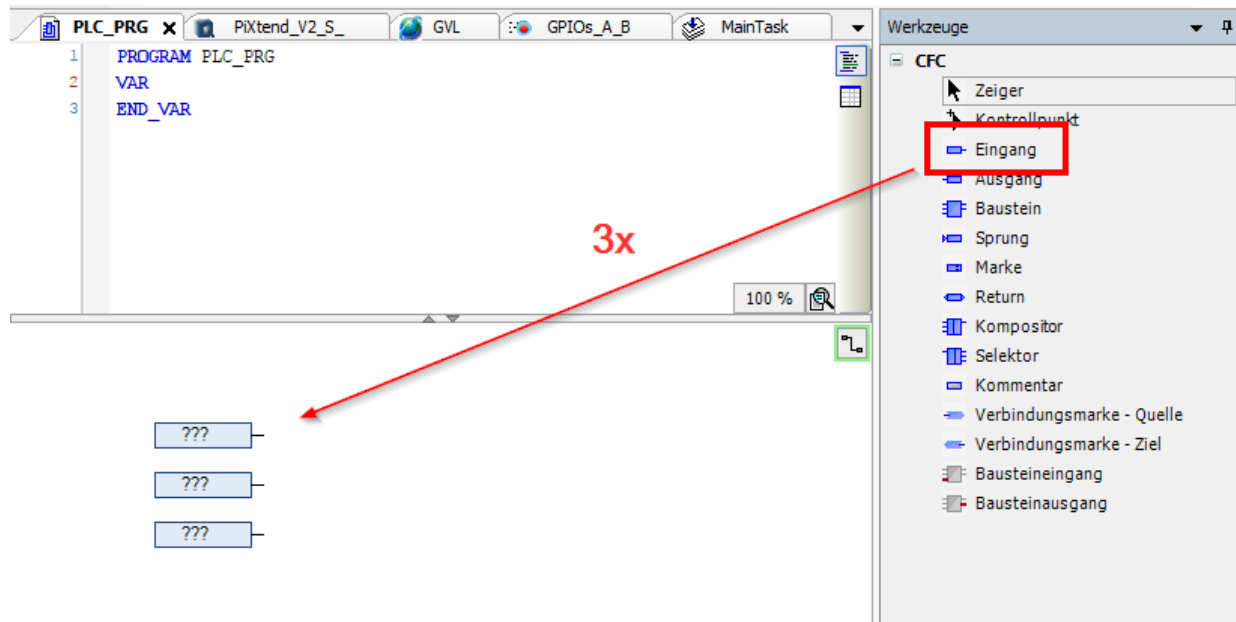 PLC_PRG X PiXtend_V2_S_ GVL GPIOs_A_B MainTask
1 PROGRAM PLC_PRG
2 VAR
3 END_VAR
3x
100 %
???
???
???
Werkzeuge
CFC
Zeiger
Kontrollpunkt
Eingang
Ausgang
Baustein
Sprung
Marke
Return
Kompositor
Selektor
Kommentar
Verbindungsmarke - Quelle
Verbindungsmarke - Ziel
Bausteineingang
Bausteinausgang